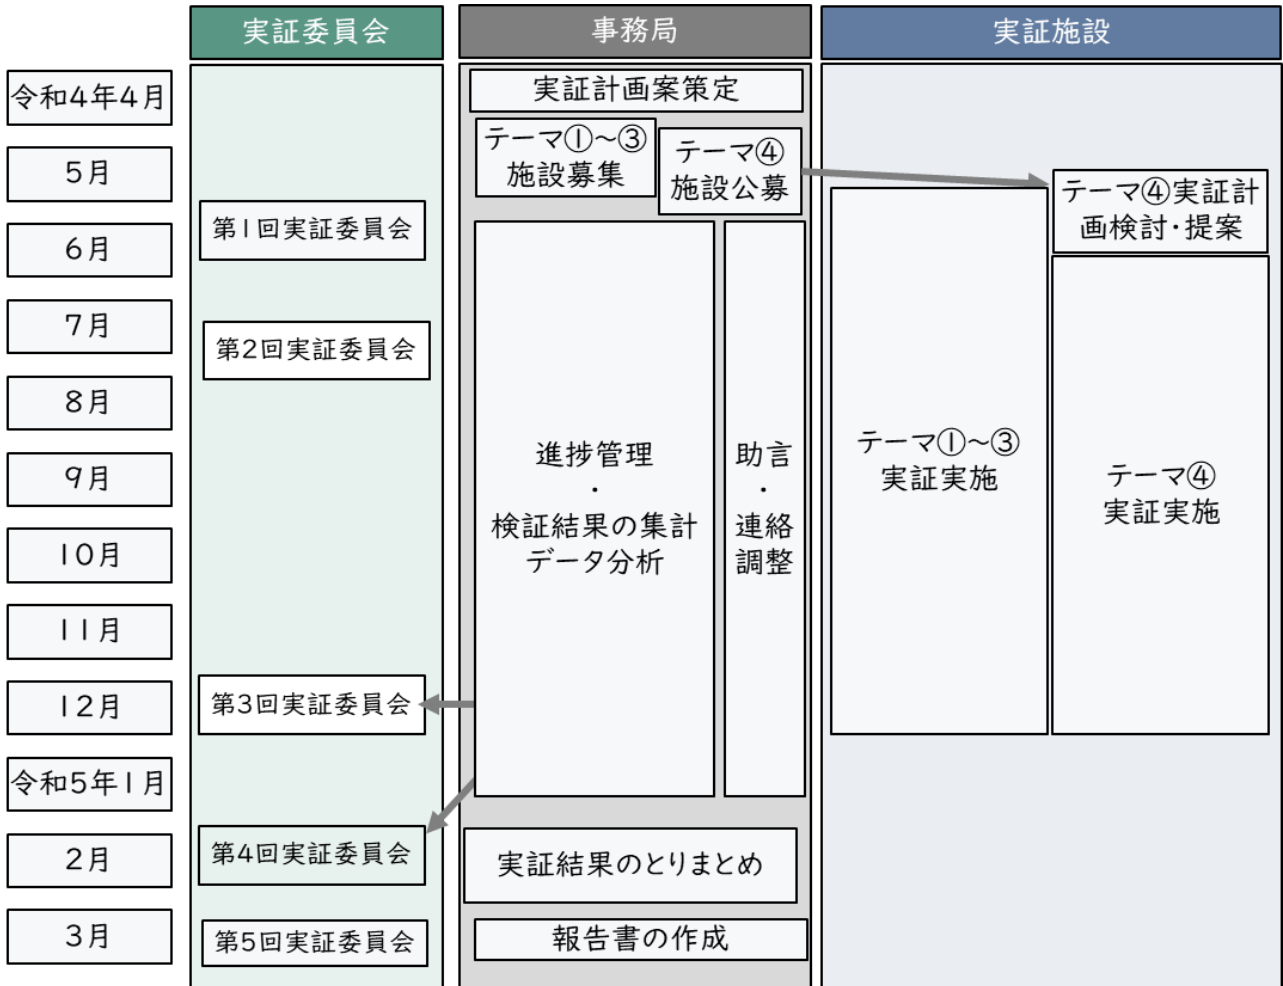 実証委員会
事務局
実証施設
令和4年4月
5月
6月
7月
8月
9月
10月
11月
12月
令和5年1月
2月
3月
第1回実証委員会
第2回実証委員会
第3回実証委員会
第4回実証委員会
第5回実証委員会
実証計画案策定
テーマ①～③
施設募集
テーマ④
施設公募
進捗管理
・
検証結果の集計
データ分析
助言
・
連絡
調整
実証結果のとりまとめ
報告書の作成
テーマ①～③
実証実施
テーマ④実証計
画検討・提案
テーマ④
実証実施